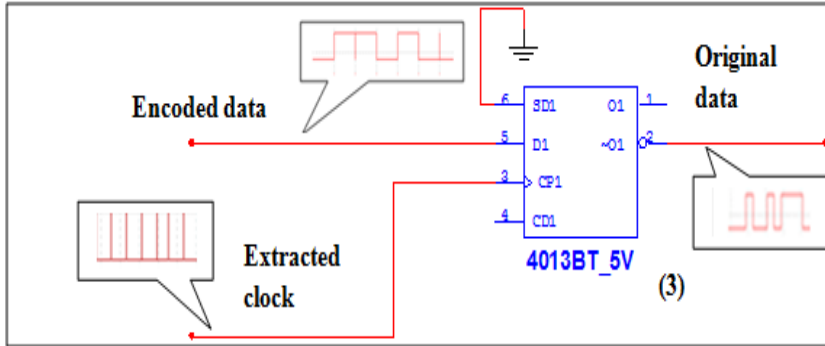 Encoded data
Original
data
6 SD1 O1 1
5 D1 ~O1 2
3 CP1
4 CD1
4013BT_5V
(3)
Extracted
clock